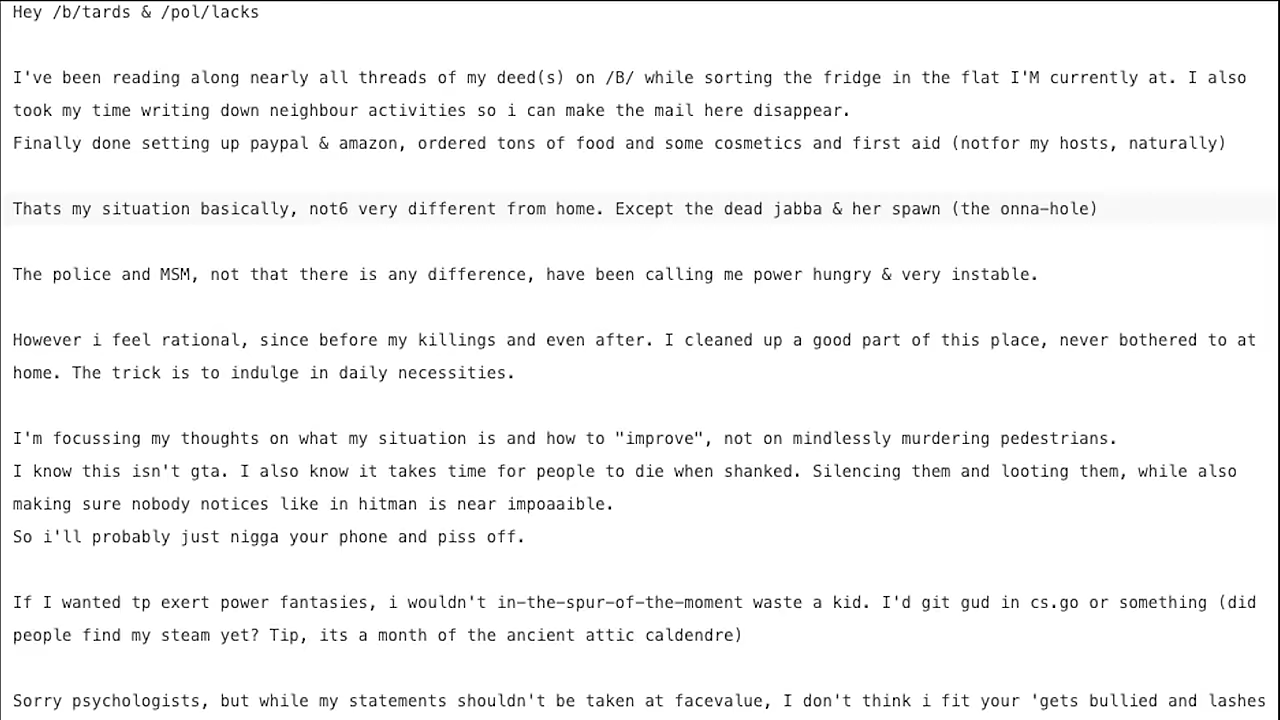 Hey /b/tards & /pol/lacks
I've been reading along nearly all threads of my deed(s) on /B/ while sorting the fridge in the flat I'M currently at. I also
took my time writing down neighbour activities so i can make the mail here disappear.
Finally done setting up paypal & amazon, ordered tons of food and some cosmetics and first aid (notfor my hosts, naturally)
Thats my situation basically, not6 very different from home. Except the dead jabba & her spawn (the onna-hole)
The police and MSM, not that there is any difference, have been calling me power hungry & very instable.
However i feel rational, since before my killings and even after. I cleaned up a good part of this place, never bothered to at
home. The trick is to indulge in daily necessities.
I'm focussing my thoughts on what my situation is and how to "improve", not on mindlessly murdering pedestrians.
I know this isn't gta. I also know it takes time for people to die when shanked. Silencing them and looting them, while also
making sure nobody notices like in hitman is near impoaaible.
So i'll probably just nigga your phone and piss off.
If I wanted tp exert power fantasies, i wouldn't in-the-spur-of-the-moment waste a kid. I'd git gud in cs.go or something (did
people find my steam yet? Tip, its a month of the ancient attic caldendre)
Sorry psychologists, but while my statements shouldn't be taken at facevalue, I don't think i fit your 'gets bullied and lashes